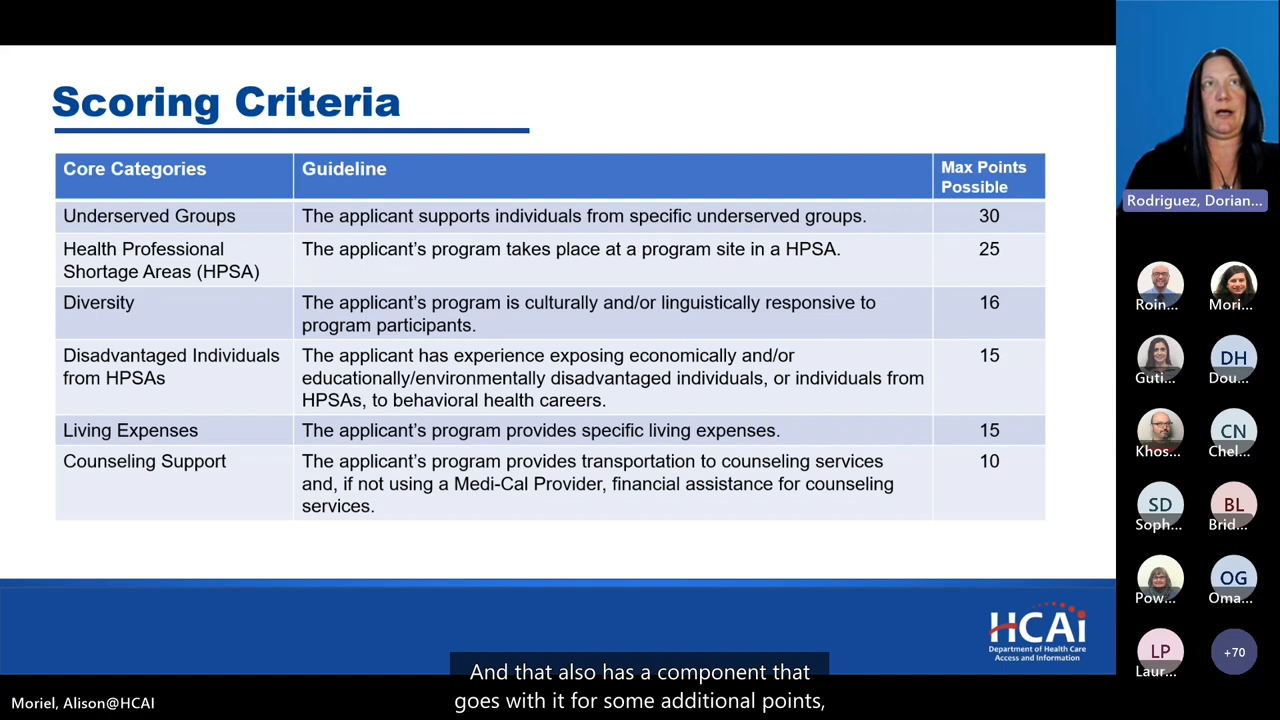 Scoring Criteria
Core Categories
Guideline
Max Points
Possible
Underserved Groups
The applicant supports individuals from specific underserved groups.
30
Health Professional
Shortage Areas (HPSA)
The applicant's program takes place at a program site in a HPSA.
25
Diversity
The applicant's program is culturally and/or linguistically responsive to
program participants.
16
Disadvantaged Individuals
from HPSAs
The applicant has experience exposing economically and/or
educationally/environmentally disadvantaged individuals, or individuals from
HPSAs, to behavioral health careers.
15
Living Expenses
The applicant's program provides specific living expenses.
15
Counseling Support
The applicant's program provides transportation to counseling services
and, if not using a Medi-Cal Provider, financial assistance for counseling
services.
10
HCAi
Department of Health Care
Access and Information
And that also has a component that
goes with it for some additional points,
Moriel, Alison@HCAI
Rodriguez, Dorian...
Roin...
Mori...
Guti...
DH
Dou...
Khos...
CN
Chel...
SD
Soph...
BL
Brid...
Pow...
OG
Oma...
LP
Laur...
+70